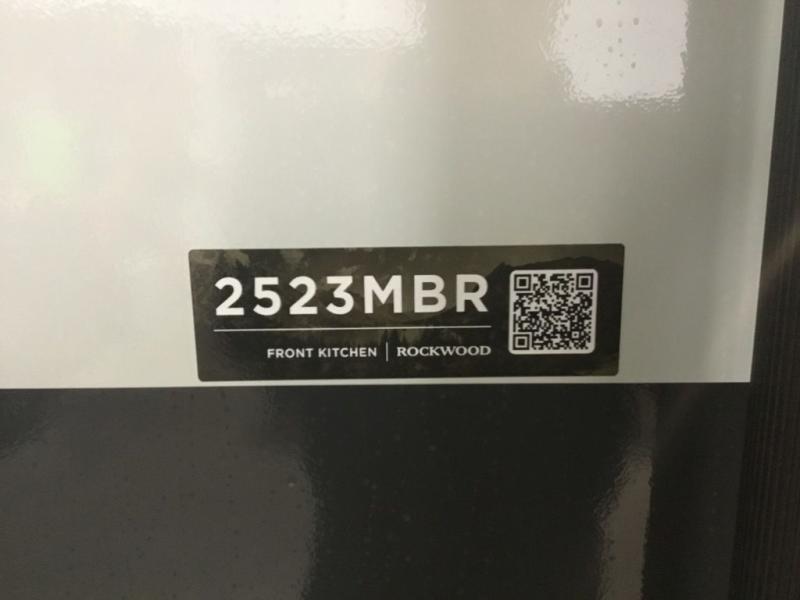 2523MBR
FRONT KITCHEN | ROCKWOOD